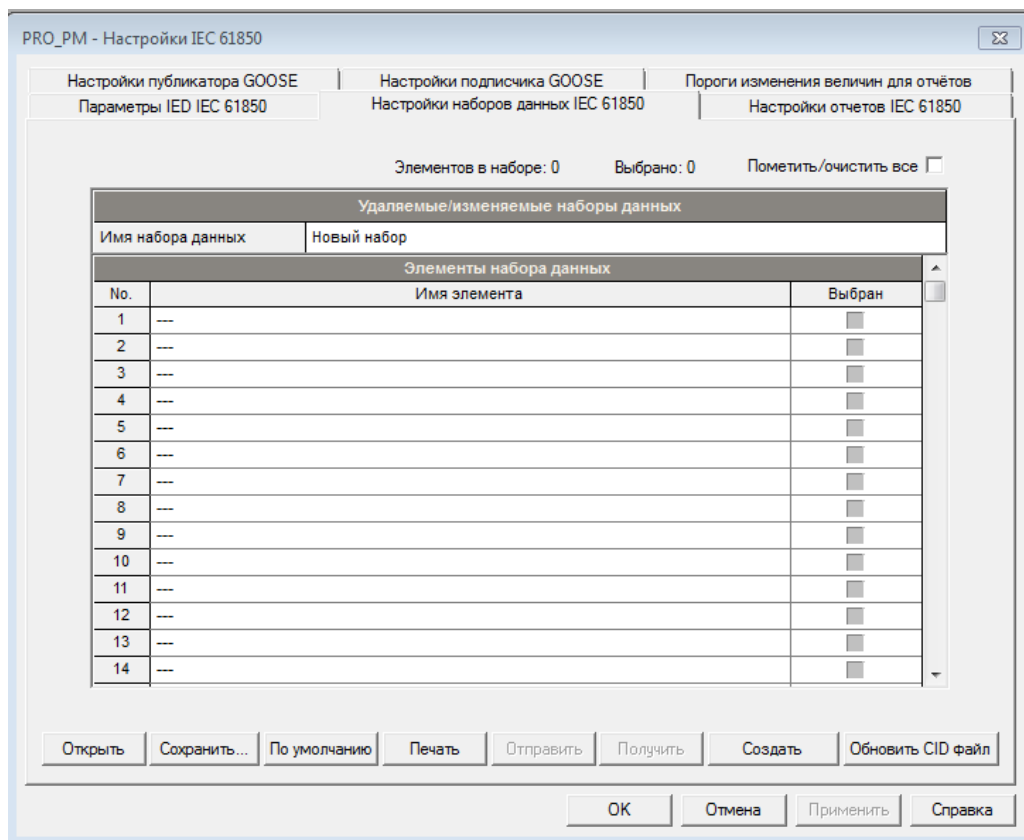 PRO_PM - Настройки IEC 61850
Настройки публикатора GOOSE Настройки подписчика GOOSE Пороги изменения величин для отчётов
Параметры IED IEC 61850 Настройки наборов данных IEC 61850 Настройки отчетов IEC 61850
Элементов в наборе: 0 Выбрано: 0 Пометить/очистить все
Удаляемые/изменяемые наборы данных
Имя набора данных Новый набор
Элементы набора данных
No. Имя элемента Выбран
1 ---
2 ---
3 ---
4 ---
5 ---
6 ---
7 ---
8 ---
9 ---
10 ---
11 ---
12 ---
13 ---
14 ---
Открыть Сохранить... По умолчанию Печать Отправить Получить Создать Обновить CID файл
OK Отмена Применить Справка